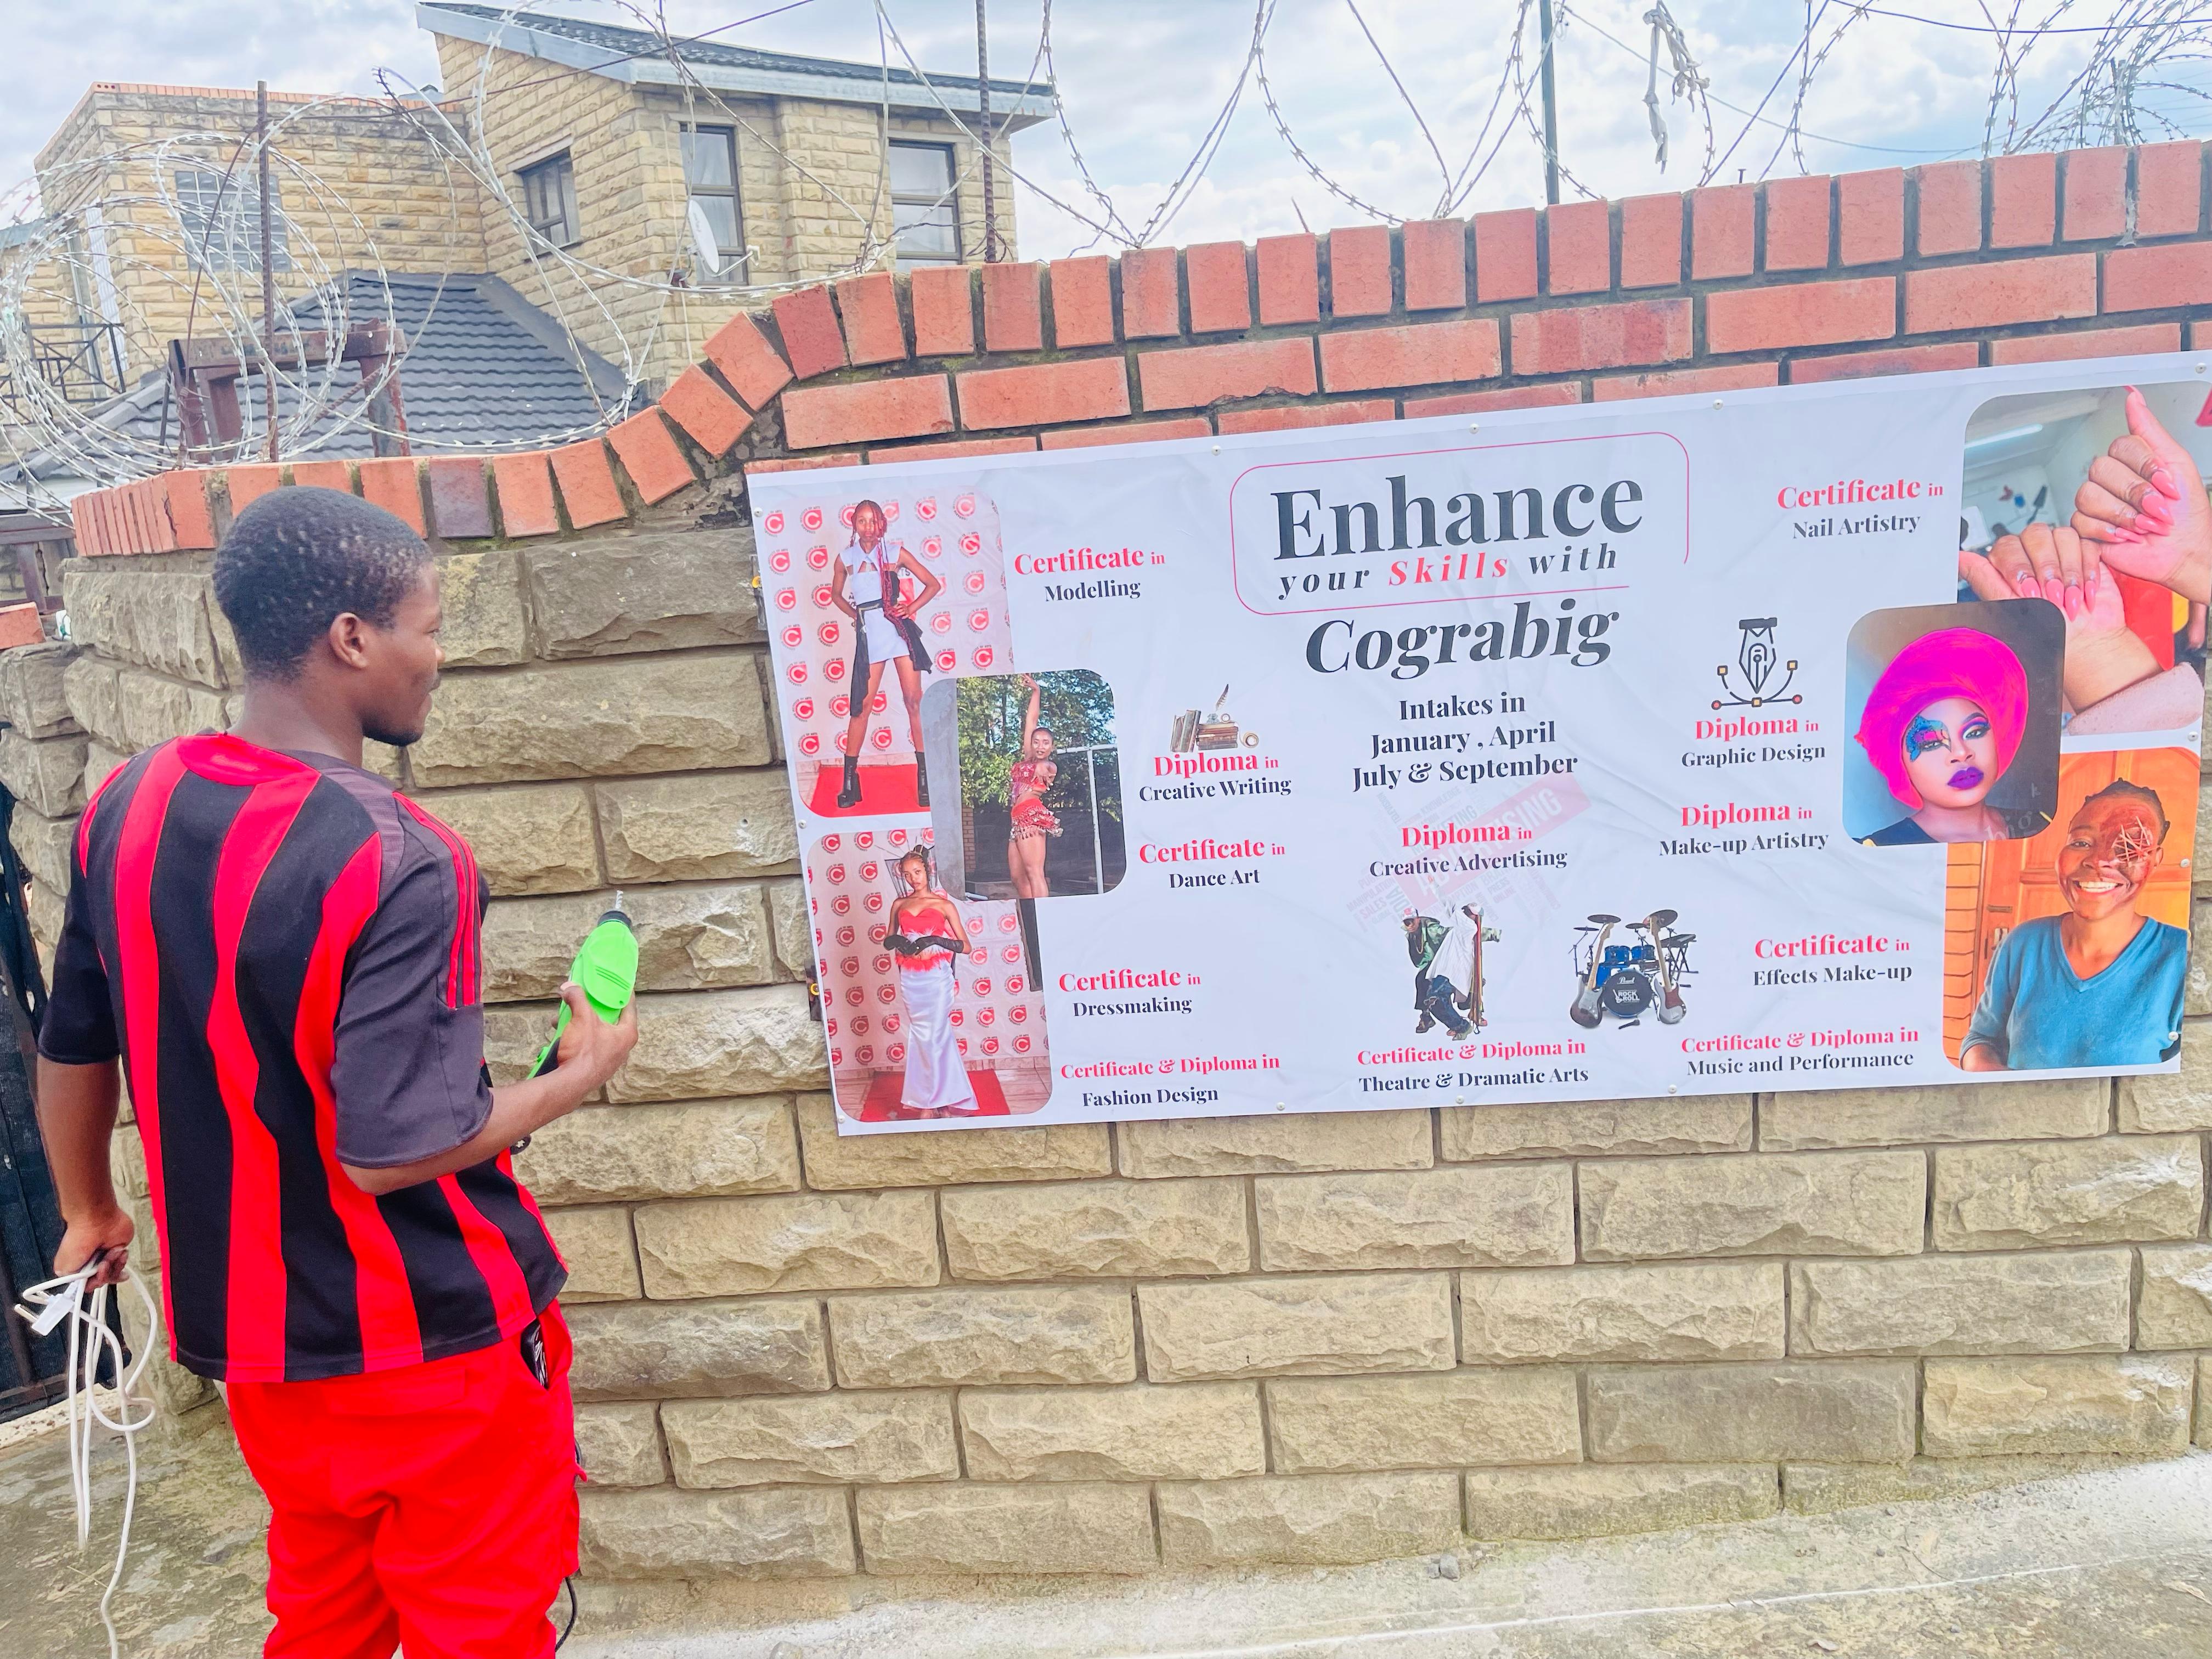 Enhance
your Skills with
Cograbig
Intakes in
January , April
July & September
Diploma in
Creative Advertising
Certificate & Diploma in
Theatre & Dramatic Arts
Certificate in
Modelling
Diploma in
Creative Writing
Certificate in
Dance Art
Certificate in
Dressmaking
Certificate & Diploma in
Fashion Design
Certificate in
Nail Artistry
Diploma in
Graphic Design
Diploma in
Make-up Artistry
Certificate in
Effects Make-up
Certificate & Diploma in
Music and Performance
ROCK